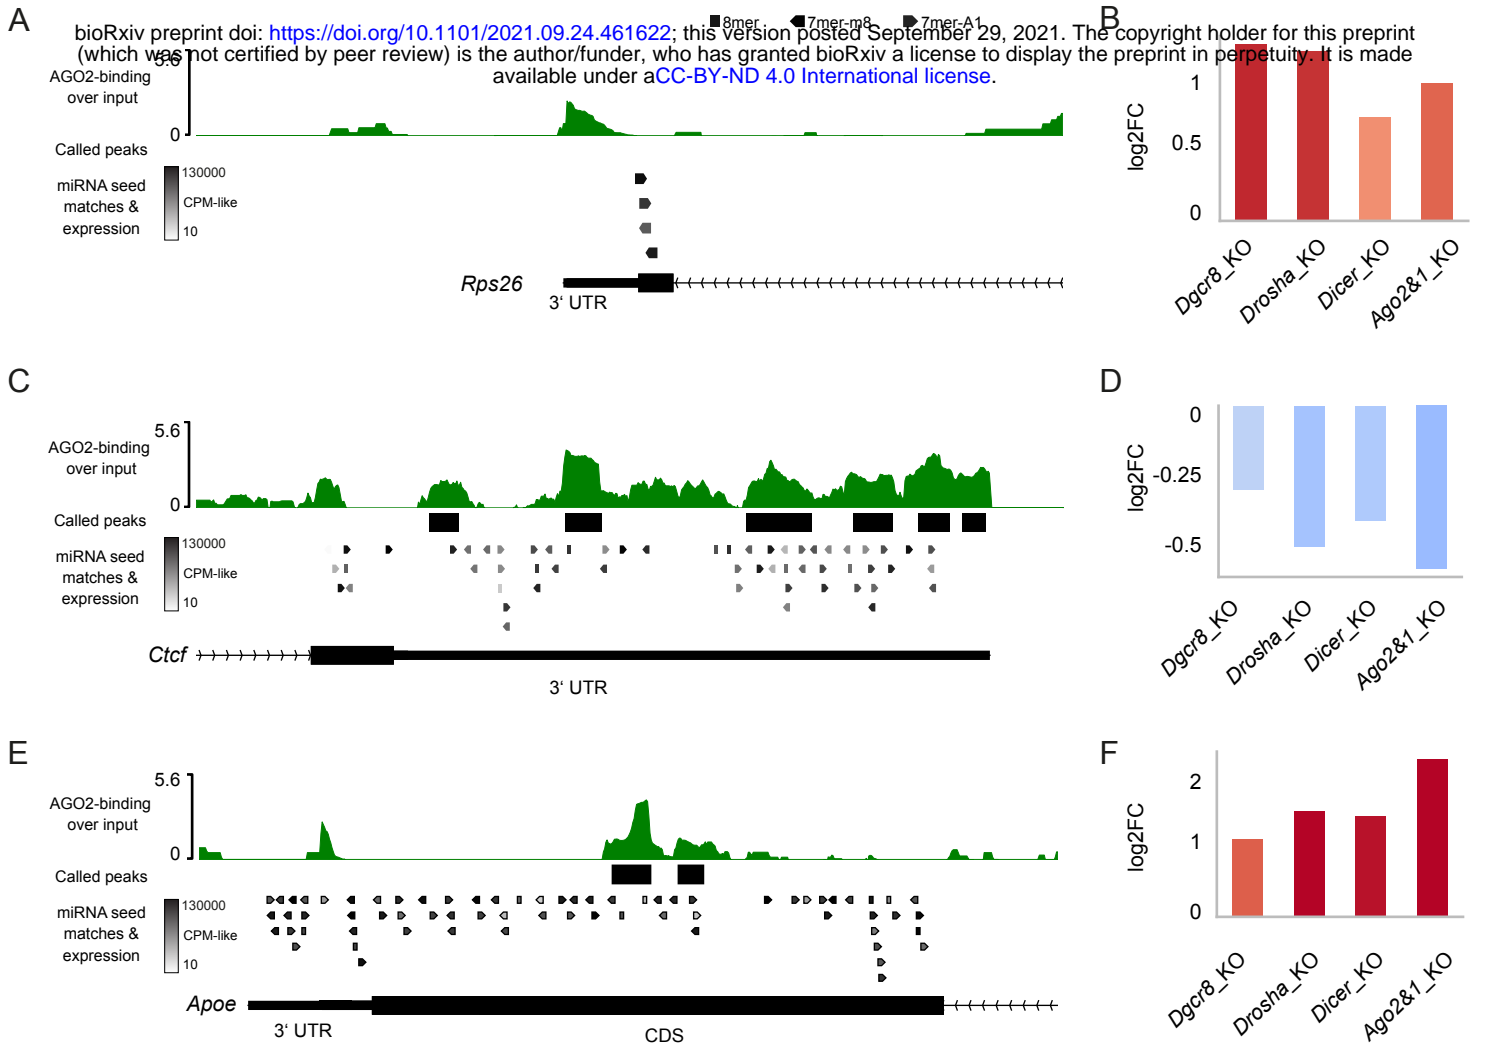 A
B
8mer 7mer-m8 7mer-A1
bioRxiv preprint doi: https://doi.org/10.1101/2021.09.24.461622; this version posted September 29, 2021. The copyright holder for this preprint
(which was not certified by peer review) is the author/funder, who has granted bioRxiv a license to display the preprint in perpetuity. It is made
available under aCC-BY-ND 4.0 International license.
5.6
AGO2-binding
over input
0
Called peaks
miRNA seed
matches &
expression
130000
CPM-like
10
Rps26
3‘ UTR
log2FC
1
0.5
0
Dgcr8_KO
Drosha_KO
Dicer_KO
Ago2&1_KO
C
5.6
AGO2-binding
over input
0
Called peaks
miRNA seed
matches &
expression
130000
CPM-like
10
Ctcf
3‘ UTR
D
log2FC
0
-0.25
-0.5
Dgcr8_KO
Drosha_KO
Dicer_KO
Ago2&1_KO
E
5.6
AGO2-binding
over input
0
Called peaks
miRNA seed
matches &
expression
130000
CPM-like
10
Apoe
3‘ UTR
CDS
F
log2FC
2
1
0
Dgcr8_KO
Drosha_KO
Dicer_KO
Ago2&1_KO